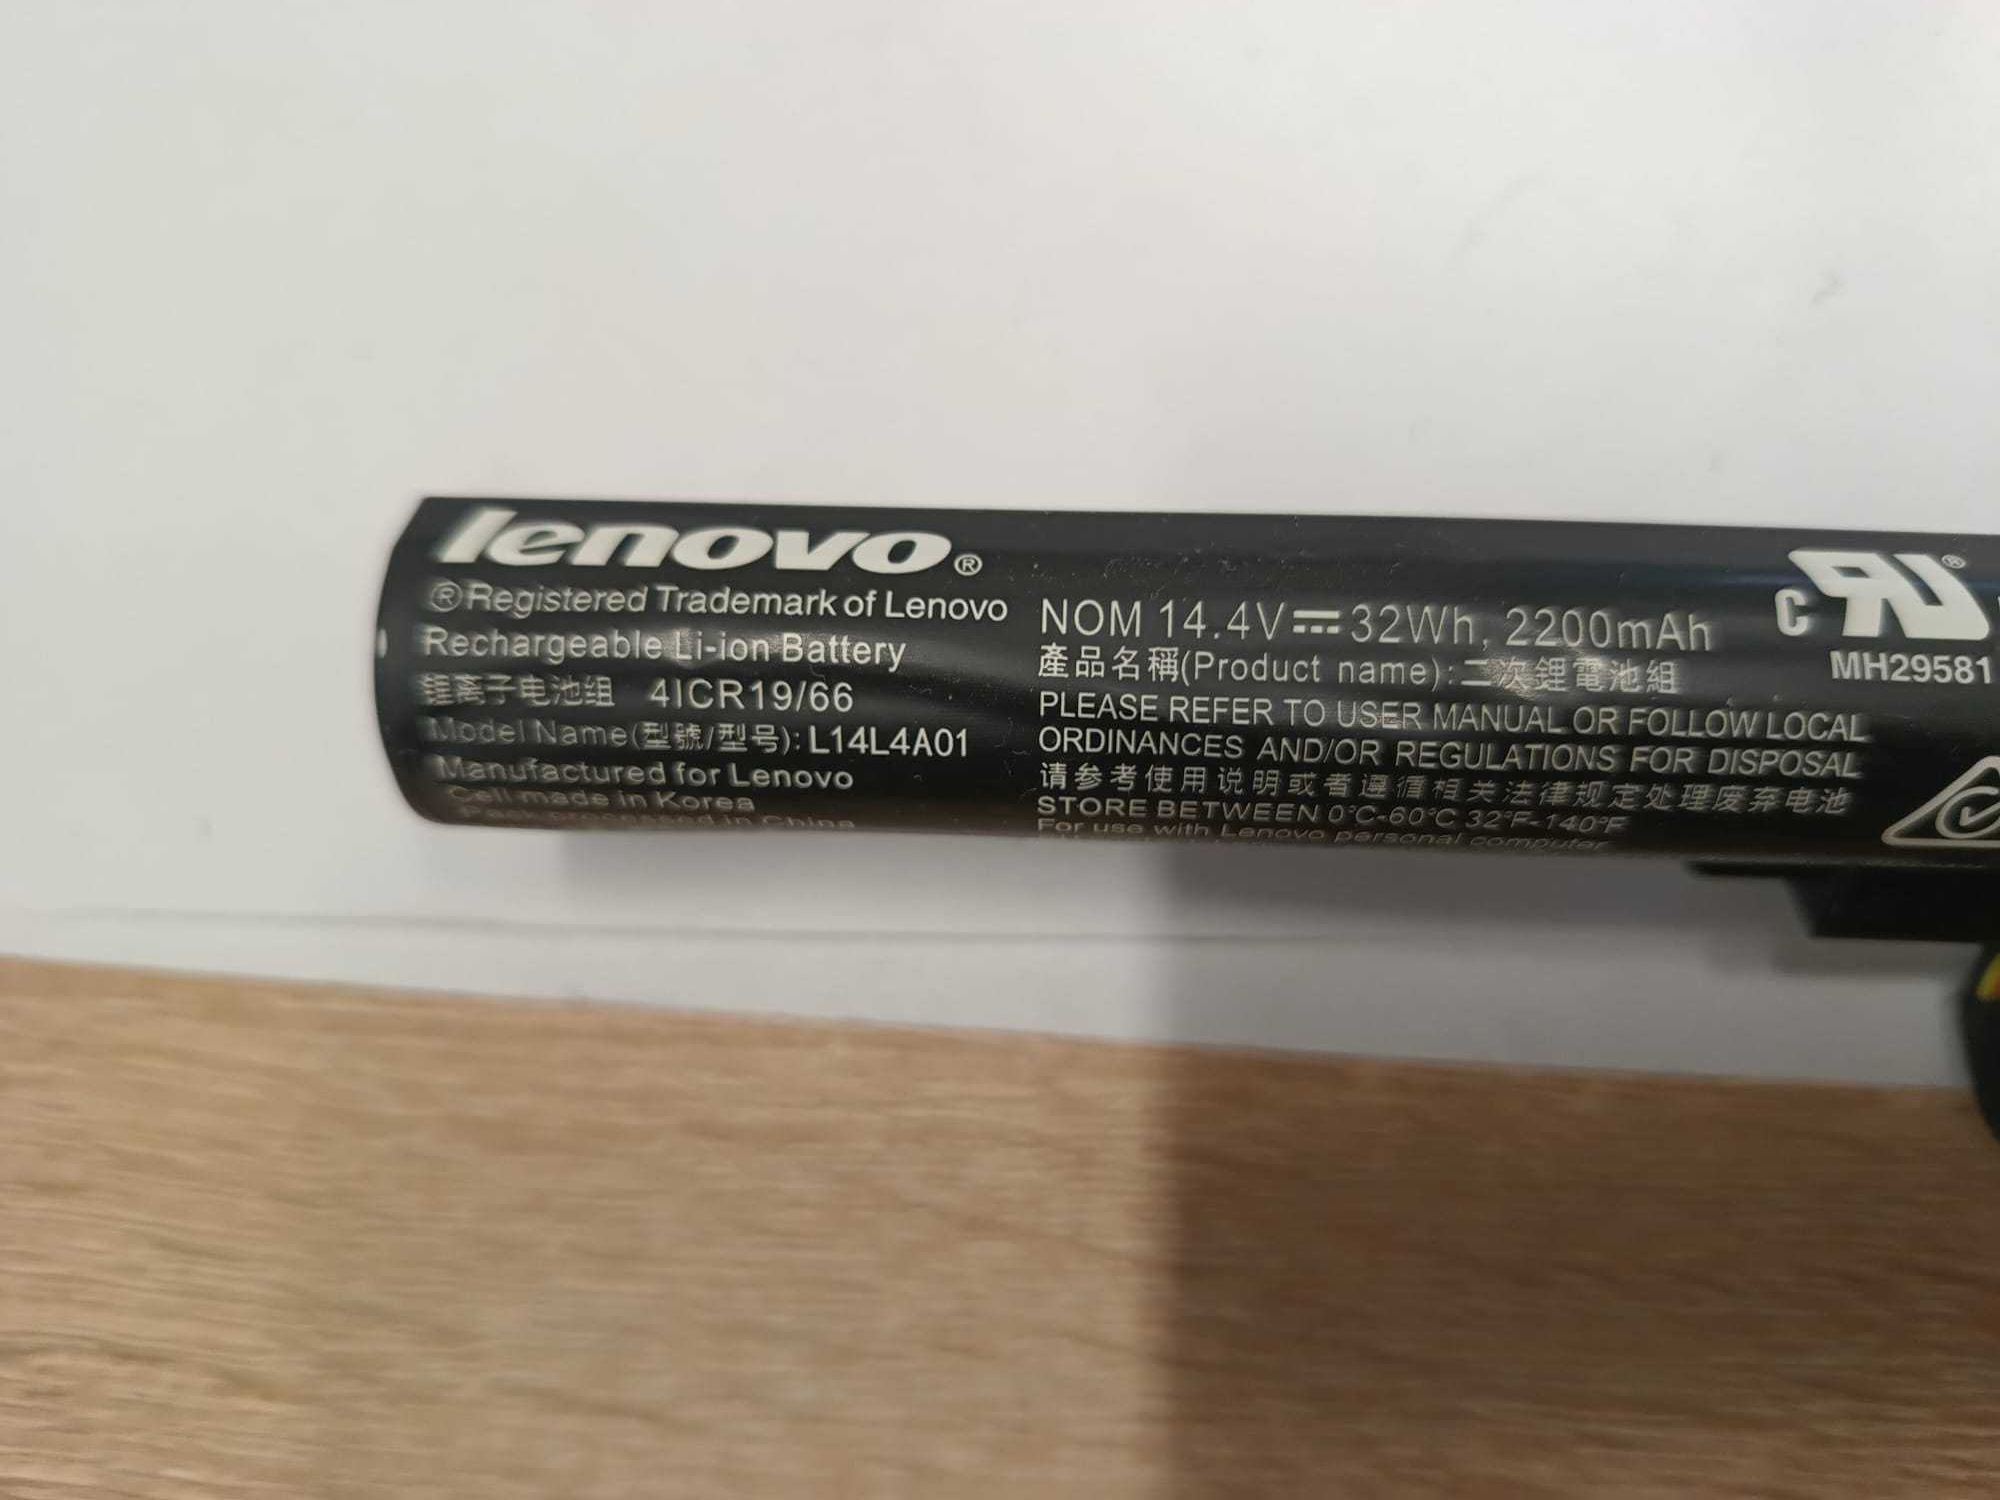 lenovo®
®Registered Trademark of Lenovo
Rechargeable Li-ion Battery
锂离子电池组 4ICR19/66
Model Name(型號/型号): L14L4A01
Manufactured for Lenovo
Cell made in Korea
Pack processed in China
NOM 14.4V 32Wh, 2200mAh
產品名稱(Product name): 二次鋰電池組
PLEASE REFER TO USER MANUAL OR FOLLOW LOCAL
ORDINANCES AND/OR REGULATIONS FOR DISPOSAL
请参考使用说明或者遵循相关法律规定处理废弃电池
STORE BETWEEN 0°C-60°C 32°F-140°F
For use with Lenovo personal computer
c RU ®
MH29581